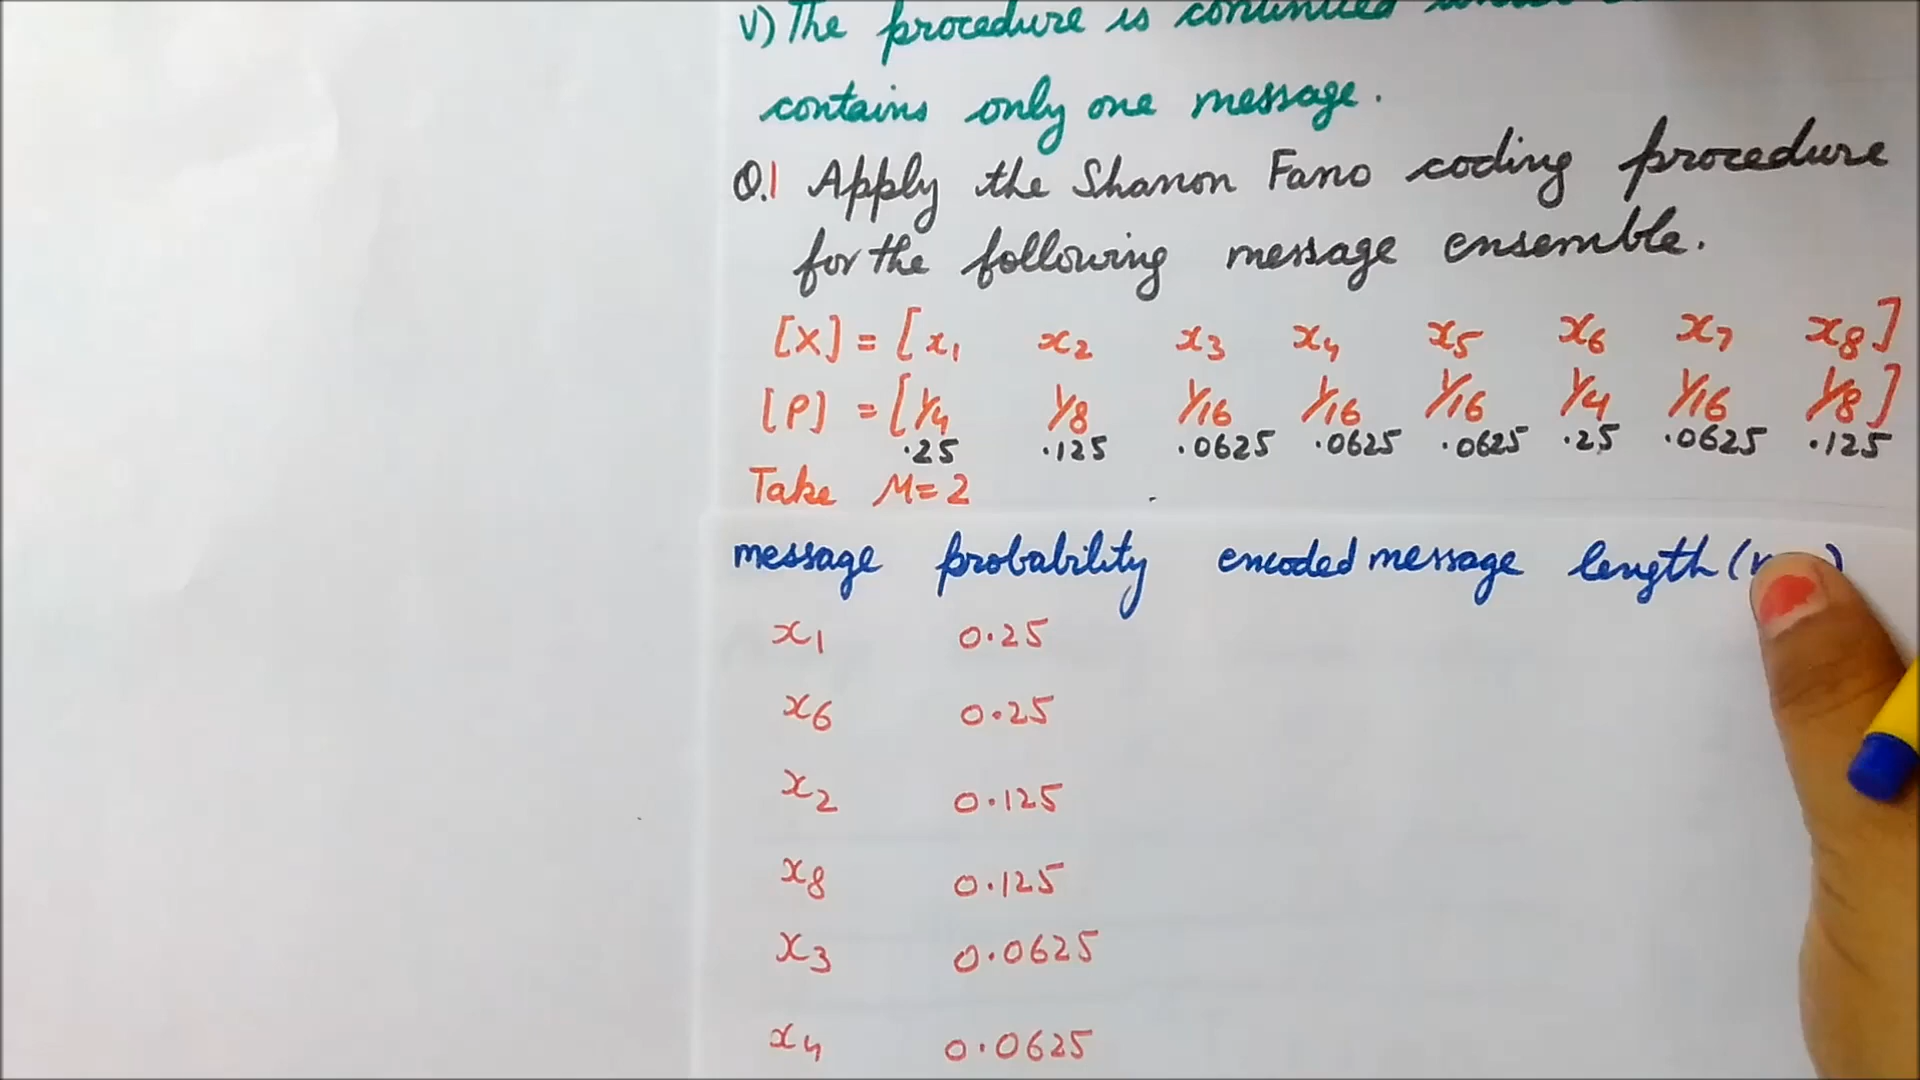 V) The procedure is continued
contains only one message.
Q.1 Apply the Shanon Fano coding procedure
for the following message ensemble.
[X] = [x1 x2 x3 x4 x5 x6 x7 x8]
[P] = [1/4 1/8 1/16 1/16 1/16 1/4 1/16 1/8]
.25 .125 .0625 .0625 .0625 .25 .0625 .125
Take M=2
message probability encoded message length (
x1 0.25
x6 0.25
x2 0.125
x8 0.125
x3 0.0625
x4 0.0625